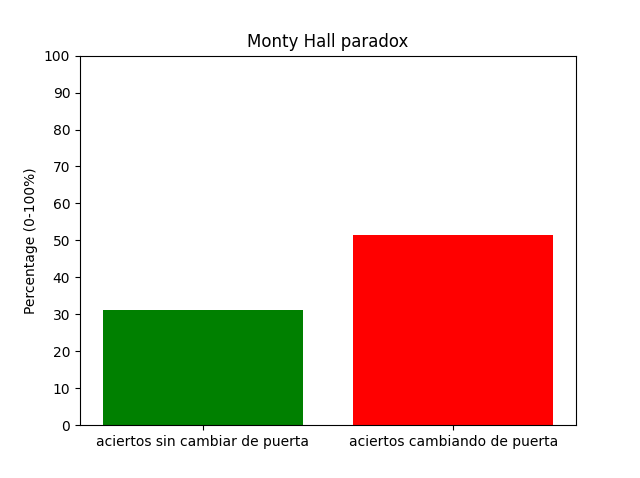 Monty Hall paradox
100
90
80
70
60
50
40
30
20
10
0
Percentage (0-100%)
aciertos sin cambiar de puerta
aciertos cambiando de puerta